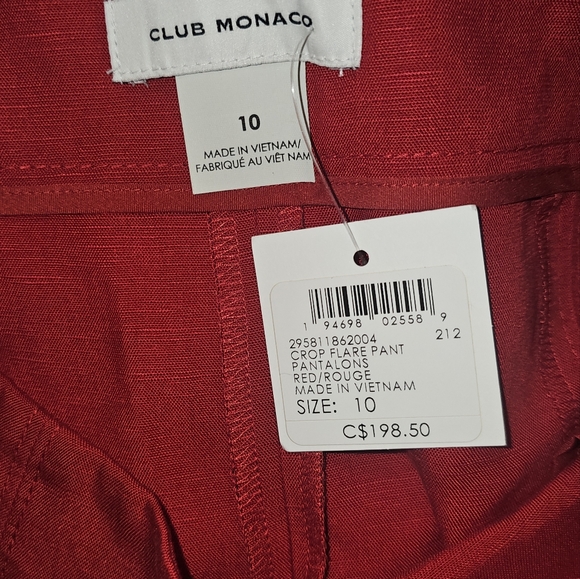 CLUB MONACO
10
MADE IN VIETNAM/
FABRIQUÉ AU VIÊT NAM
1 94698 02558 9
295811862004 212
CROP FLARE PANT
PANTALONS
RED/ROUGE
MADE IN VIETNAM
SIZE: 10
C$198.50